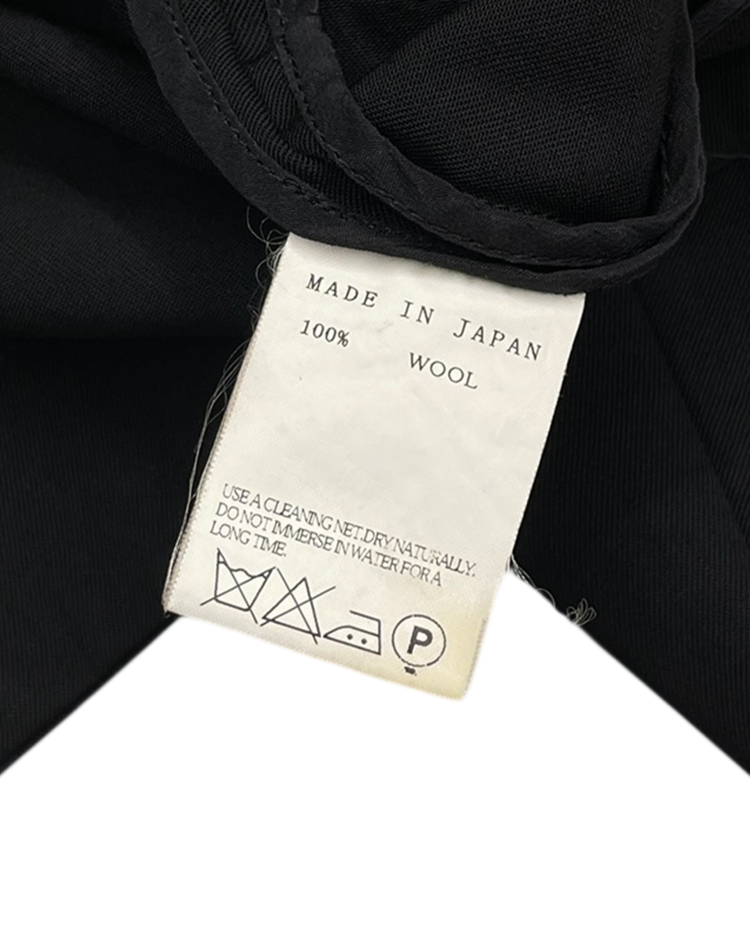 MADE IN JAPAN
100% WOOL
USE A CLEANING NET.DRY NATURALLY.
DO NOT IMMERSE IN WATER FOR A
LONG TIME.
P